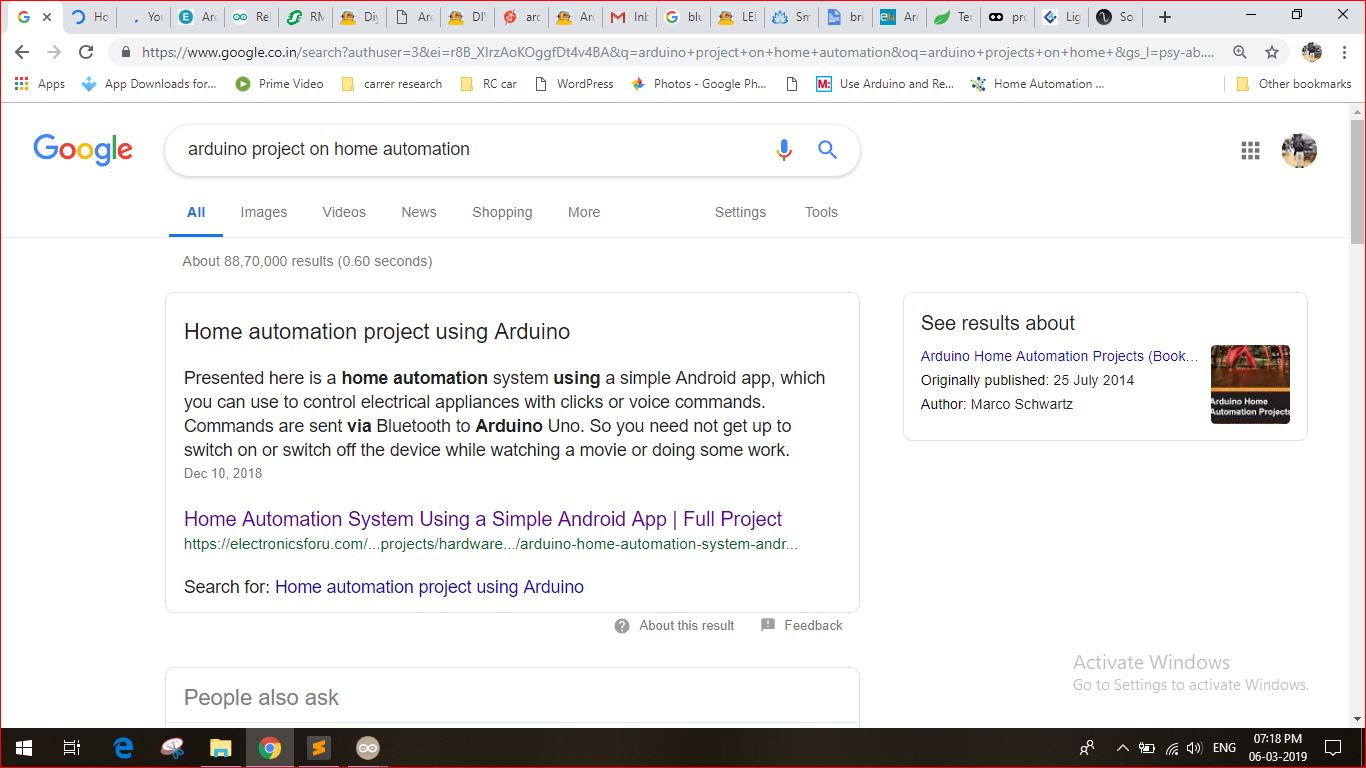 Ho
Yo
Ard
Re
RM
Diy
Ard
DIY
ard
Ard
Inb
blu
LED
Sm
bri
Ard
Ter
pro
Lig
So
https://www.google.co.in/search?authuser=3&ei=r8B_XIrzAoKOggfDt4v4BA&q=arduino+project+on+home+automation&oq=arduino+projects+on+home+&gs_l=psy-ab....
Apps
App Downloads for...
Prime Video
carrer research
RC car
WordPress
Photos - Google Ph...
Use Arduino and Re...
Home Automation ...
Other bookmarks
Google
arduino project on home automation
All Images Videos News Shopping More Settings Tools
About 88,70,000 results (0.60 seconds)
Home automation project using Arduino
Presented here is a home automation system using a simple Android app, which
you can use to control electrical appliances with clicks or voice commands.
Commands are sent via Bluetooth to Arduino Uno. So you need not get up to
switch on or switch off the device while watching a movie or doing some work.
Dec 10, 2018
Home Automation System Using a Simple Android App | Full Project
https://electronicsforu.com/...projects/hardware.../arduino-home-automation-system-andr...
Search for: Home automation project using Arduino
About this result Feedback
People also ask
See results about
Arduino Home Automation Projects (Book...
Originally published: 25 July 2014
Author: Marco Schwartz
Arduino Home
Automation Projects
Activate Windows
Go to Settings to activate Windows.
ENG
07:18 PM
06-03-2019